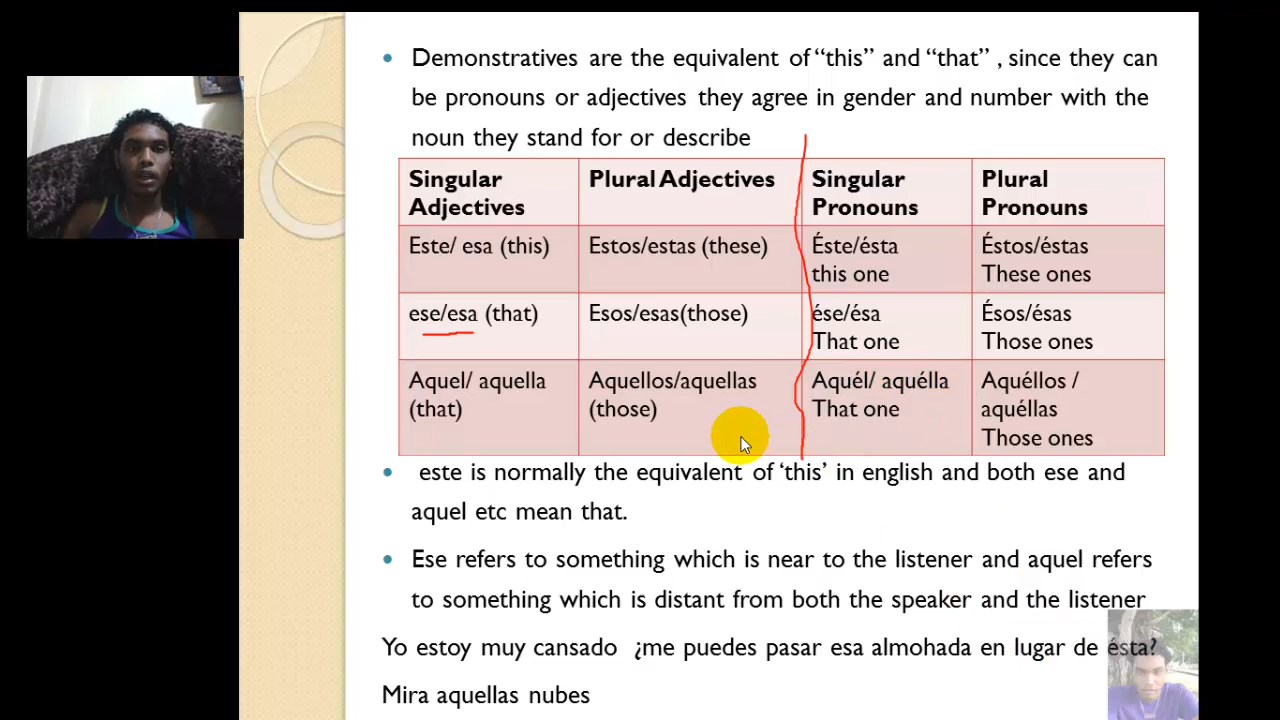 Demonstratives are the equivalent of “this” and “that” , since they can
be pronouns or adjectives they agree in gender and number with the
noun they stand for or describe
Singular Adjectives
Plural Adjectives
Singular Pronouns
Plural Pronouns
Este/ esa (this)
Estos/estas (these)
Éste/ésta
this one
Éstos/éstas
These ones
ese/esa (that)
Esos/esas(those)
ése/ésa
That one
Ésos/ésas
Those ones
Aquel/ aquella
(that)
Aquellos/aquellas
(those)
Aquél/ aquélla
That one
Aquéllos /
aquéllas
Those ones
este is normally the equivalent of ‘this’ in english and both ese and
aquel etc mean that.
Ese refers to something which is near to the listener and aquel refers
to something which is distant from both the speaker and the listener
Yo estoy muy cansado ¿me puedes pasar esa almohada en lugar de ésta?
Mira aquellas nubes